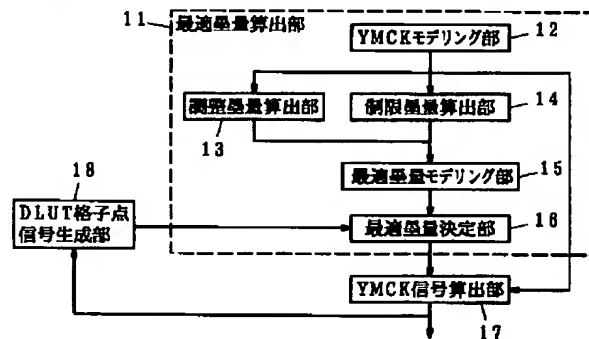 11
最適墨量算出部
YMCKモデリング部
12
調整墨量算出部
13
制限墨量算出部
14
最適墨量モデリング部
15
18
DLUT格子点
信号生成部
最適墨量決定部
16
YMCK信号算出部
17